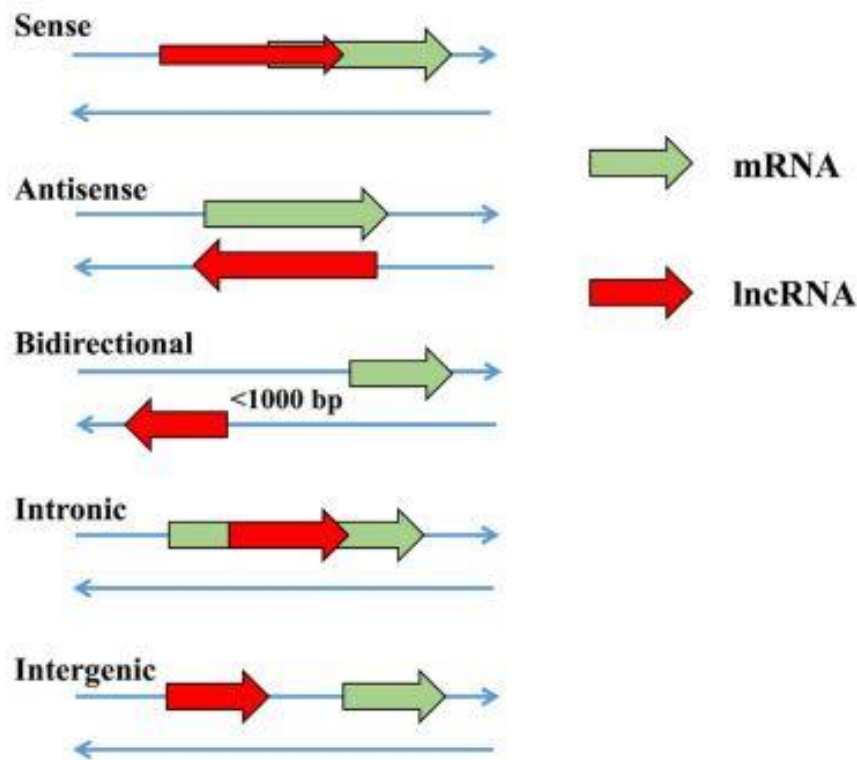 Sense
mRNA
Antisense
lncRNA
Bidirectional
<1000 bp
Intronic
Intergenic